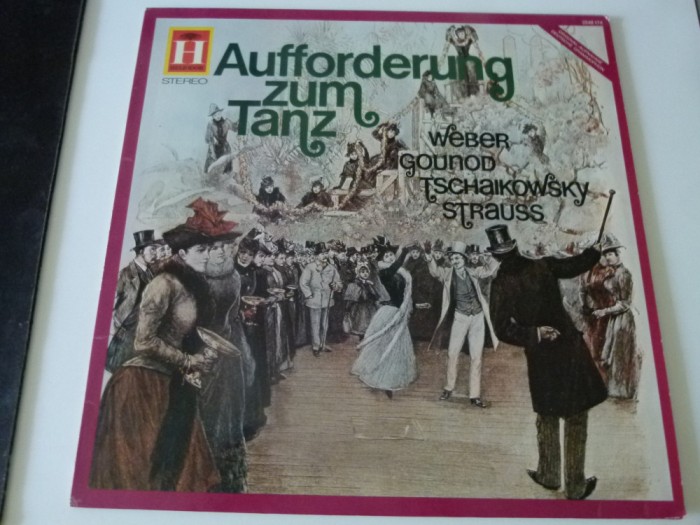 H
STEREO
Aufforderung
zum
Tanz
WEBER
GOUNOD
TSCHAIKOWSKY
STRAUSS